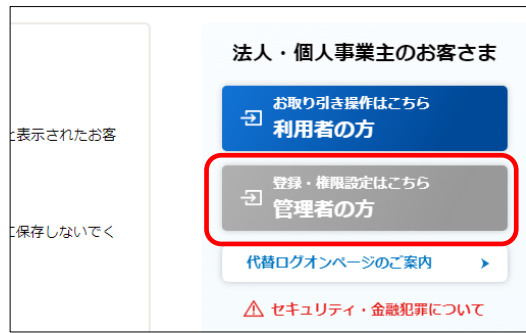 法人・個人事業主のお客さま
お取り引き操作はこちら
利用者の方
と表示されたお客
登録・権限設定はこちら
管理者の方
に保存しないでく
代替ログオンページのご案内
セキュリティ・金融犯罪について